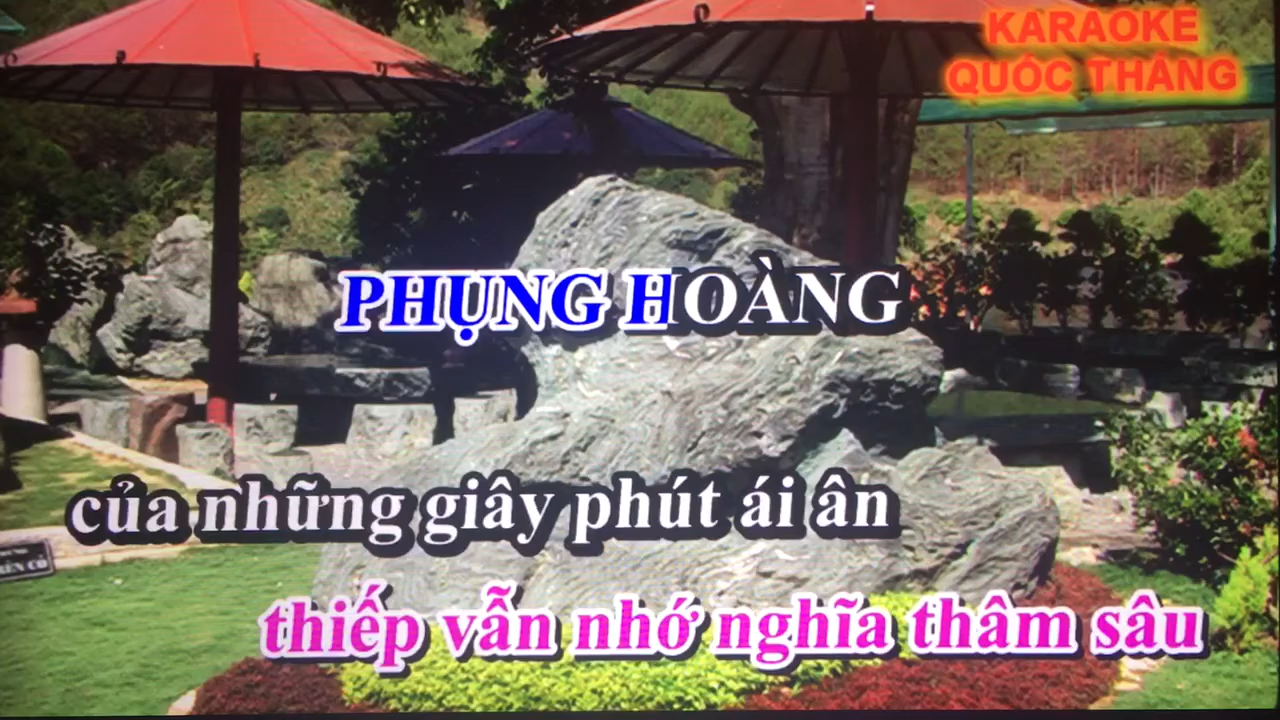 KARAOKE
QUỐC THẮNG
PHỤNG HOÀNG
của những giây phút ái ân
thiếp vẫn nhớ nghĩa thâm sâu